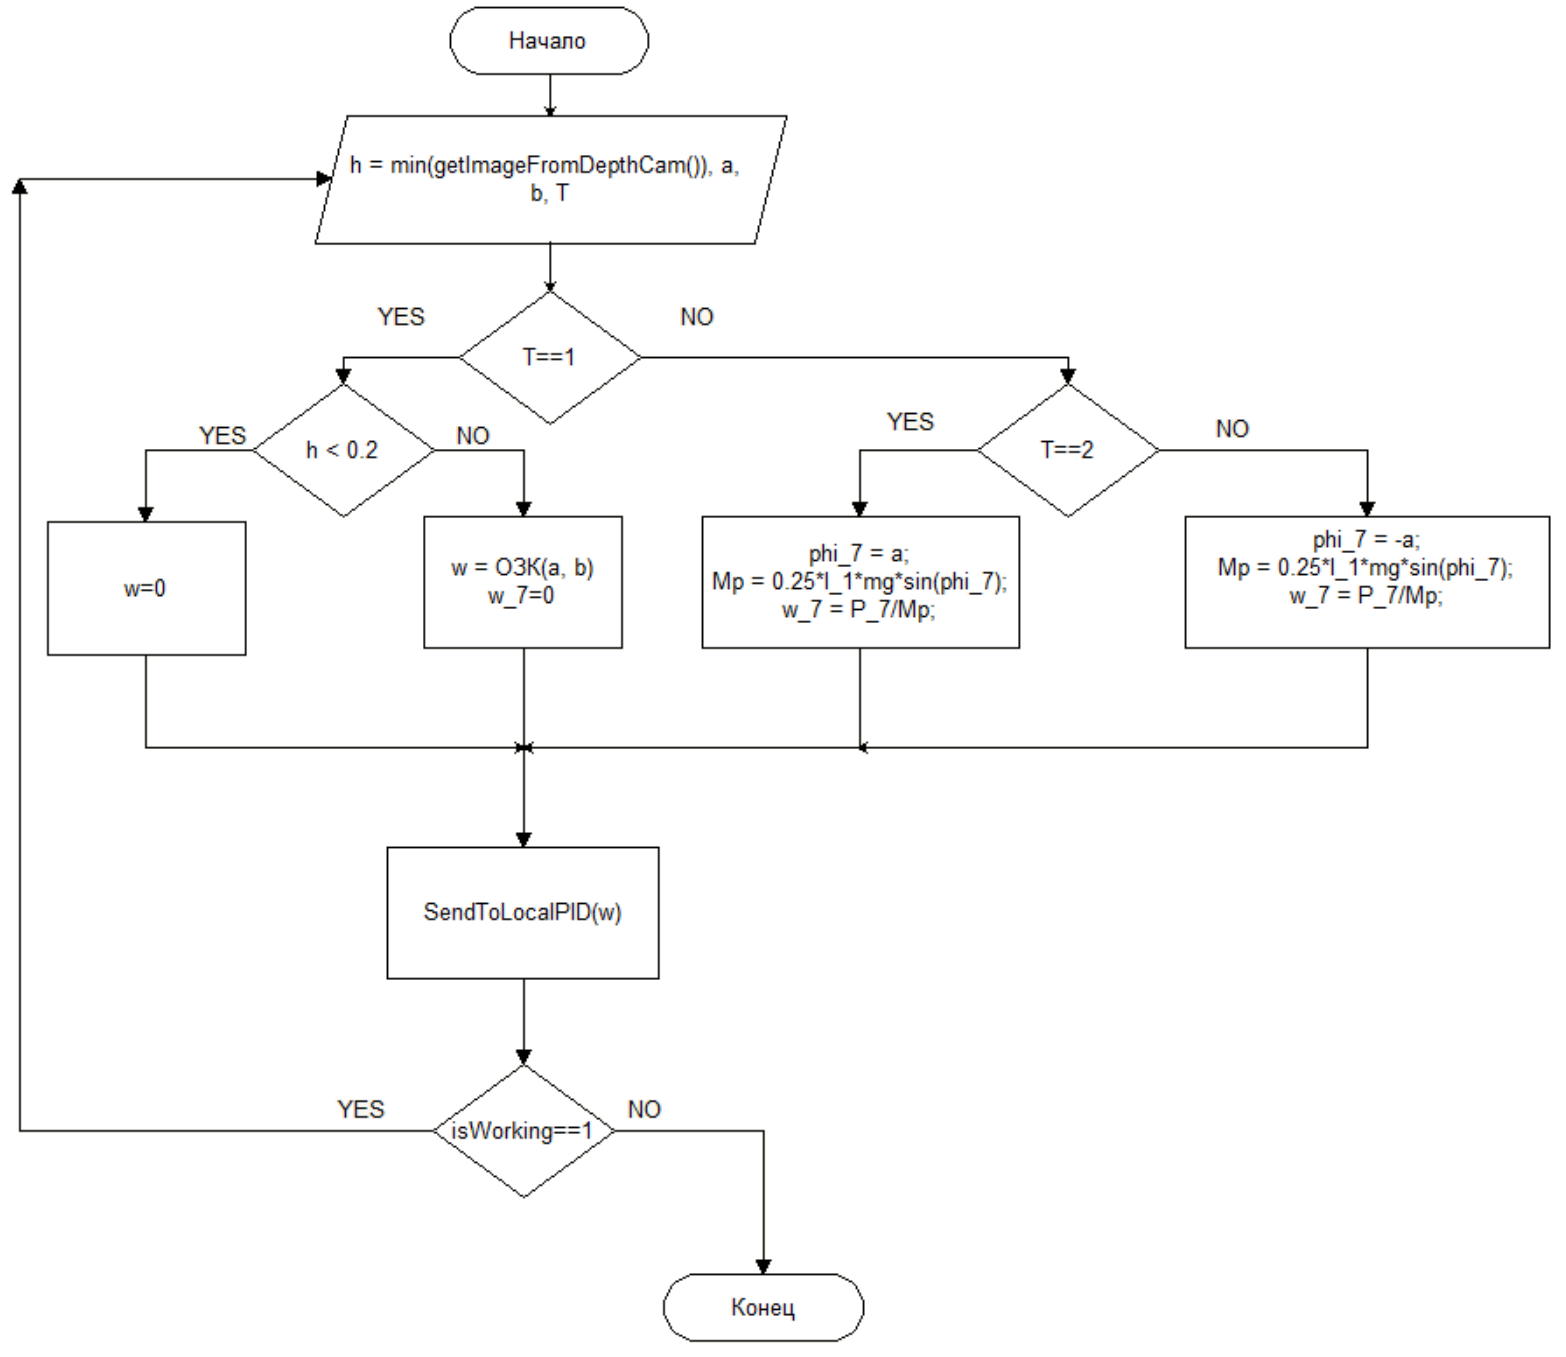 Начало
h = min(getImageFromDepthCam()), a,
b, T
YES
NO
T==1
YES
h < 0.2
NO
YES
T==2
NO
w=0
w = ОЗК(a, b)
w_7=0
phi_7 = a;
Mp = 0.25*l_1*mg*sin(phi_7);
w_7 = P_7/Mp;
phi_7 = -a;
Mp = 0.25*l_1*mg*sin(phi_7);
w_7 = P_7/Mp;
SendToLocalPID(w)
YES
isWorking==1
NO
Конец